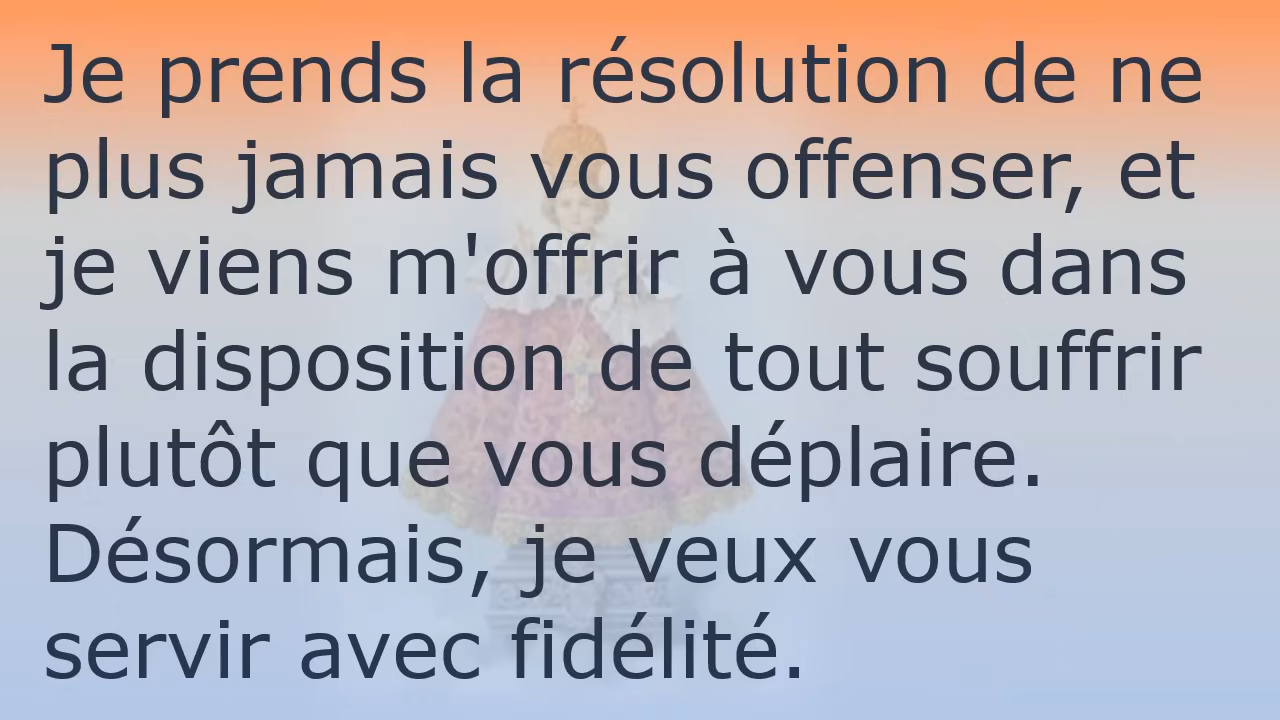 Je prends la résolution de ne
plus jamais vous offenser, et
je viens m'offrir à vous dans
la disposition de tout souffrir
plutôt que vous déplaire.
Désormais, je veux vous
servir avec fidélité.